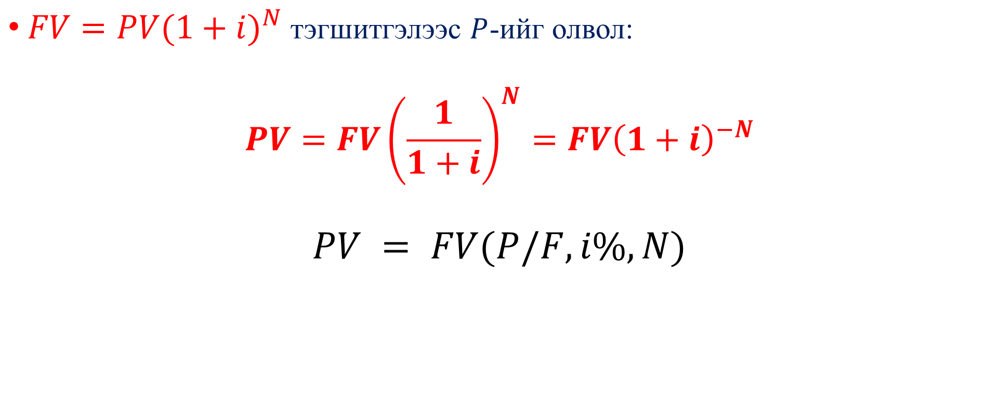 • FV = PV(1 + i)^N тэгшитгэлээс P-ийг олвол:
PV = FV(1/(1 + i))^N = FV(1 + i)^−N
PV = FV(P/F, i%, N)